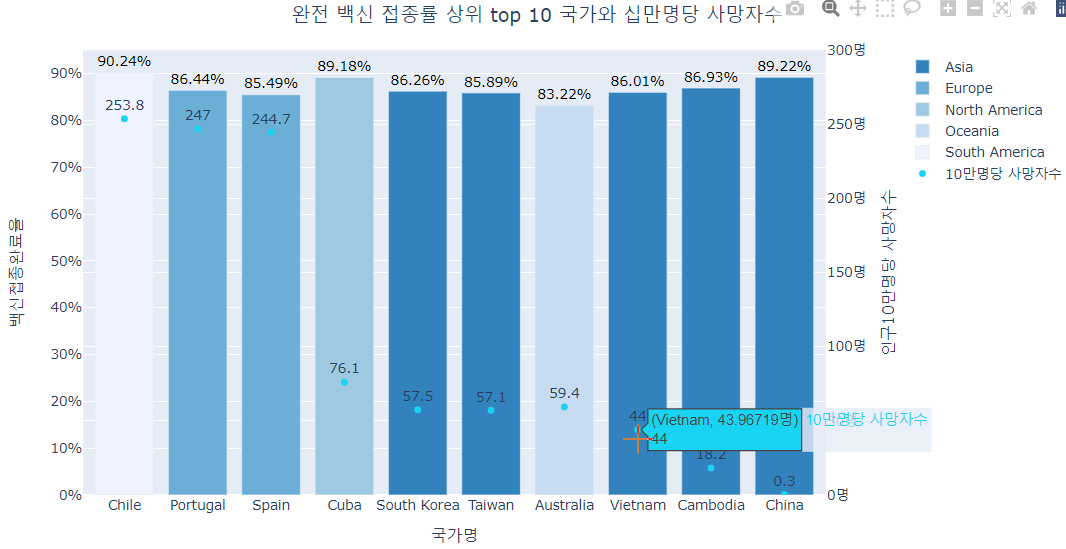 완전 백신 접종률 상위 top 10 국가와 십만명당 사망자수
90.24% 86.44% 85.49% 89.18% 86.26% 85.89% 83.22% 86.01% 86.93% 89.22%
253.8 247 244.7 76.1 57.5 57.1 59.4 44 18.2 0.3
90%
80%
70%
60%
50%
40%
30%
20%
10%
0%
백신접종완료율
300명
250명
200명
150명
100명
0명
인구10만명당 사망자수
(Vietnam, 43.96719명) 10만명당 사망자수
44
Chile Portugal Spain Cuba South Korea Taiwan Australia Vietnam Cambodia China
국가명
Asia
Europe
North America
Oceania
South America
10만명당 사망자수